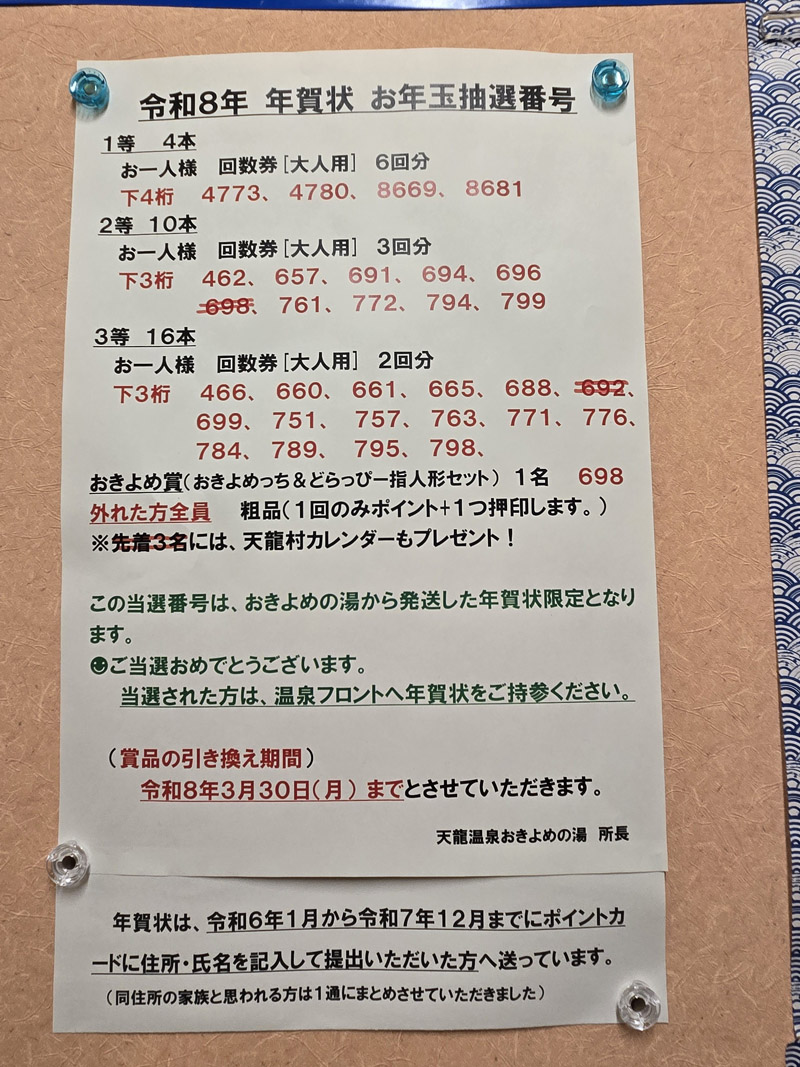 令和8年 年賀状 お年玉抽選番号
1等 4本
お一人様 回数券[大人用] 6回分
下4桁 4773、 4780、 8669、 8681
2等 10本
お一人様 回数券[大人用] 3回分
下3桁 462、 657、 691、 694、 696
698、 761、 772、 794、 799
3等 16本
お一人様 回数券[大人用] 2回分
下3桁 466、 660、 661、 665、 688、 692、
699、 751、 757、 763、 771、 776、
784、 789、 795、 798、
おきよめ賞(おきよめっち&どらっぴー指人形セット) 1名 698
外れた方全員 粗品(1回のみポイント+1つ押印します。)
※先着3名には、天龍村カレンダーもプレゼント!
この当選番号は、おきよめの湯から発送した年賀状限定となり
ます。
☻ご当選おめでとうございます。
当選された方は、温泉フロントへ年賀状をご持参ください。
(賞品の引き換え期間)
令和8年3月30日(月) までとさせていただきます。
天龍温泉おきよめの湯 所長
年賀状は、令和6年1月から令和7年12月までにポイントカ
ードに住所・氏名を記入して提出いただいた方へ送っています。
(同住所の家族と思われる方は1通にまとめさせていただきました)